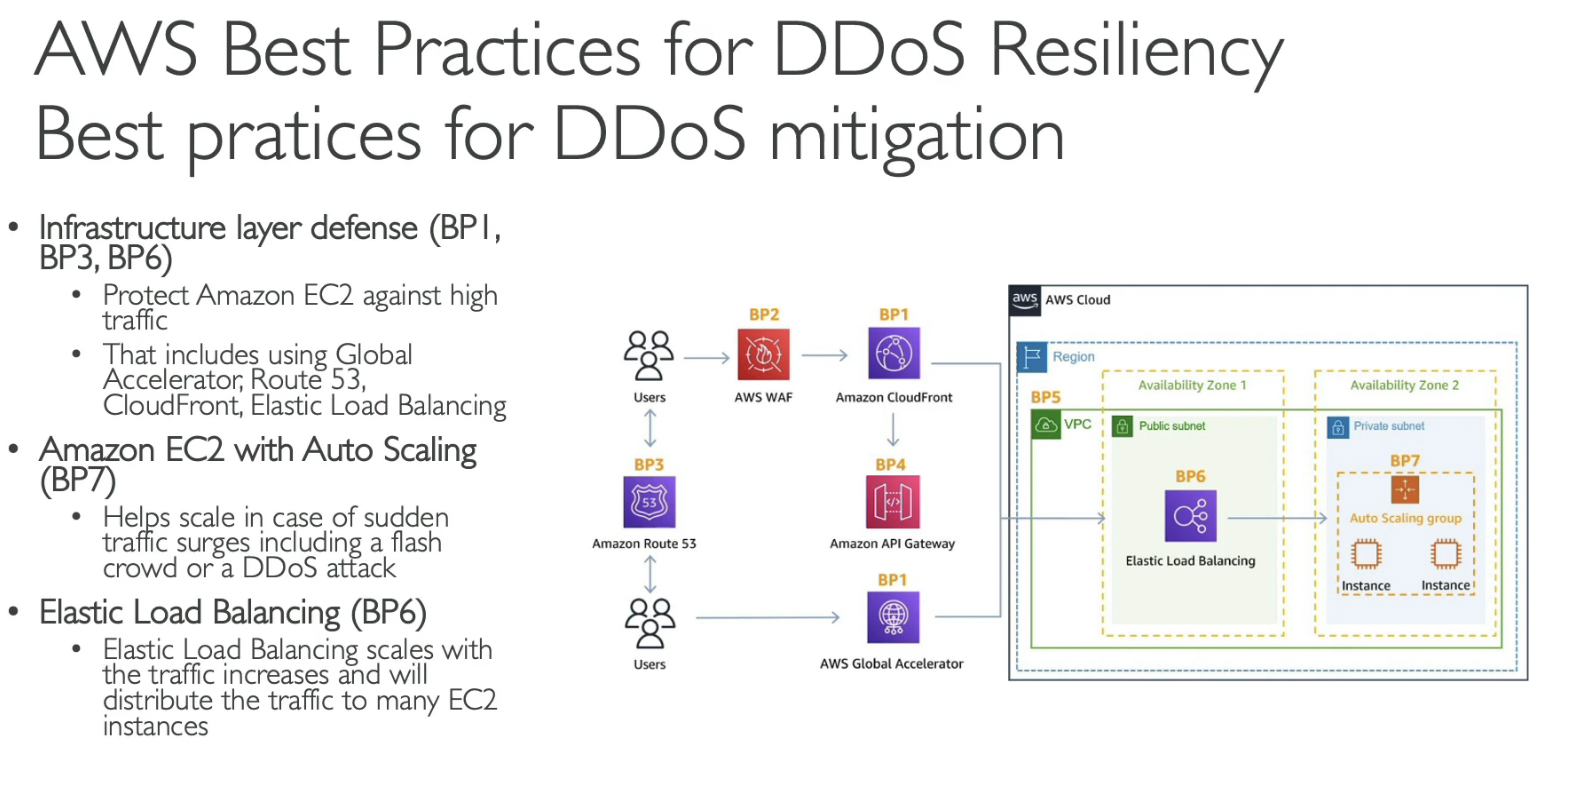 AWS Best Practices for DDoS Resiliency
Best pratices for DDoS mitigation
• Infrastructure layer defense (BP1,
BP3, BP6)
• Protect Amazon EC2 against high
traffic
• That includes using Global
Accelerator, Route 53,
CloudFront, Elastic Load Balancing
• Amazon EC2 with Auto Scaling
(BP7)
• Helps scale in case of sudden
traffic surges including a flash
crowd or a DDoS attack
• Elastic Load Balancing (BP6)
• Elastic Load Balancing scales with
the traffic increases and will
distribute the traffic to many EC2
instances
Users
BP2
AWS WAF
BP1
Amazon CloudFront
BP3
53
Amazon Route 53
BP4
Amazon API Gateway
Users
BP1
AWS Global Accelerator
aws
AWS Cloud
Region
BP5
VPC
Availability Zone 1
Public subnet
BP6
Elastic Load Balancing
Availability Zone 2
Private subnet
BP7
Auto Scaling group
Instance
Instance